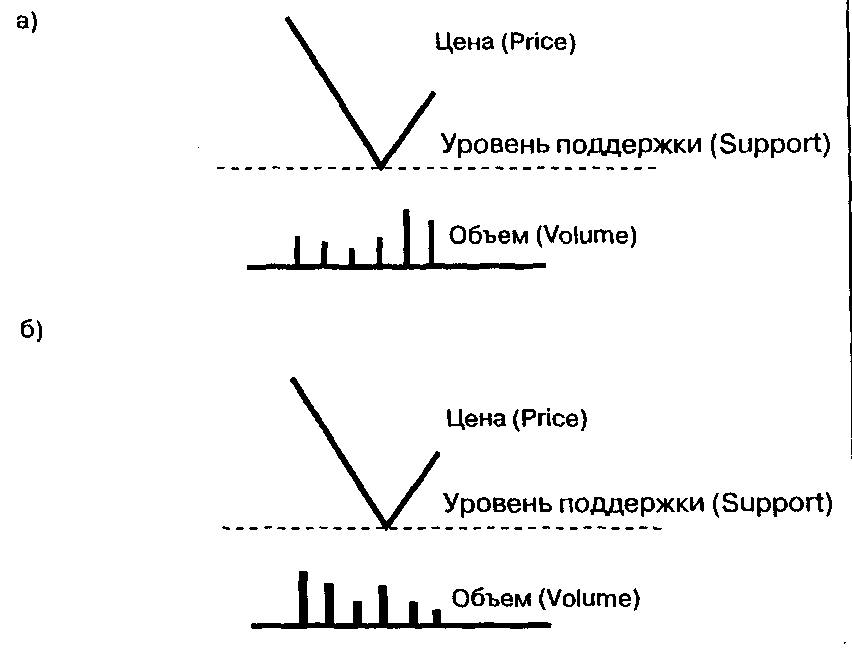 а)
Цена (Price)
Уровень поддержки (Support)
Объем (Volume)
б)
Цена (Price)
Уровень поддержки (Support)
Объем (Volume)